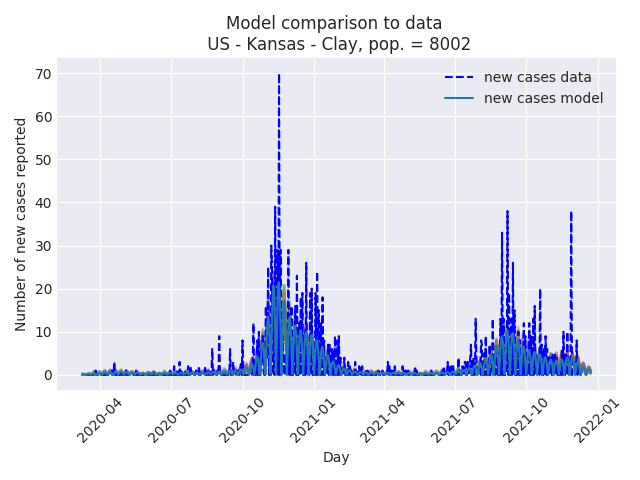 Model comparison to data
US - Kansas - Clay, pop. = 8002
new cases data
new cases model
Number of new cases reported
70
60
50
40
30
20
10
0
2020-04
2020-07
2020-10
2021-01
2021-04
2021-07
2021-10
2022-01
Day